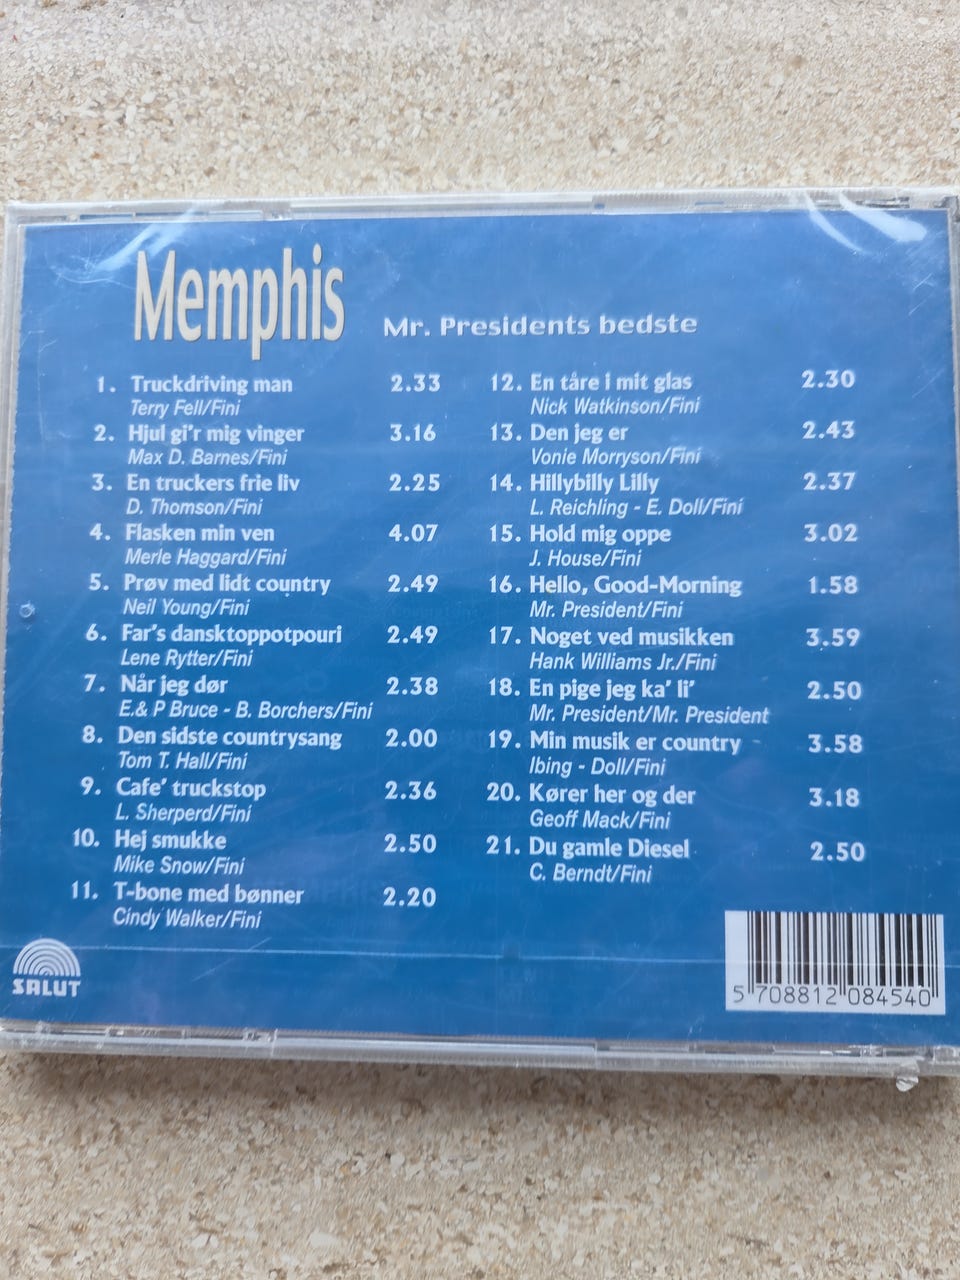 Memphis
Mr. Presidents bedste
1. Truckdriving man 2.33
Terry Fell/Fini
2. Hjul gi'r mig vinger 3.16
Max D. Barnes/Fini
3. En truckers frie liv 2.25
D. Thomson/Fini
4. Flasken min ven 4.07
Merle Haggard/Fini
5. Prøv med lidt country 2.49
Neil Young/Fini
6. Far's dansktoppotpouri 2.49
Lene Rytter/Fini
7. Når jeg dør 2.38
E.& P Bruce - B. Borchers/Fini
8. Den sidste countrysang 2.00
Tom T. Hall/Fini
9. Cafe' truckstop 2.36
L. Sherperd/Fini
10. Hej smukke 2.50
Mike Snow/Fini
11. T-bone med bønner 2.20
Cindy Walker/Fini
12. En tåre i mit glas 2.30
Nick Watkinson/Fini
13. Den jeg er 2.43
Vonie Morryson/Fini
14. Hillybilly Lilly 2.37
L. Reichling - E. Doll/Fini
15. Hold mig oppe 3.02
J. House/Fini
16. Hello, Good-Morning 1.58
Mr. President/Fini
17. Noget ved musikken 3.59
Hank Williams Jr./Fini
18. En pige jeg ka' li' 2.50
Mr. President/Mr. President
19. Min musik er country 3.58
Ibing - Doll/Fini
20. Kører her og der 3.18
Geoff Mack/Fini
21. Du gamle Diesel 2.50
C. Berndt/Fini
SALUT
5 708812 084540